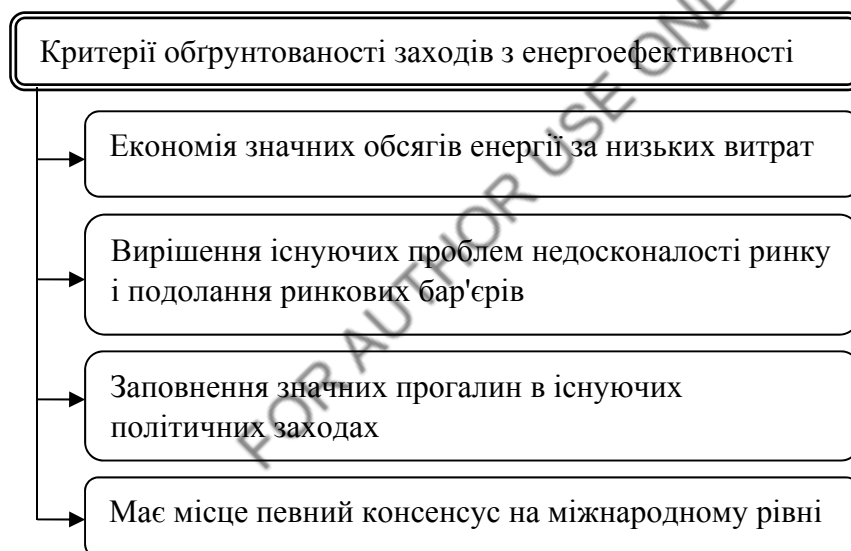 Критерії обґрунтованості заходів з енергоефективності
Економія значних обсягів енергії за низьких витрат
Вирішення існуючих проблем недосконалості ринку
і подолання ринкових бар'єрів
Заповнення значних прогалин в існуючих
політичних заходах
Має місце певний консенсус на міжнародному рівні
FOR AUTHOR USE ONL